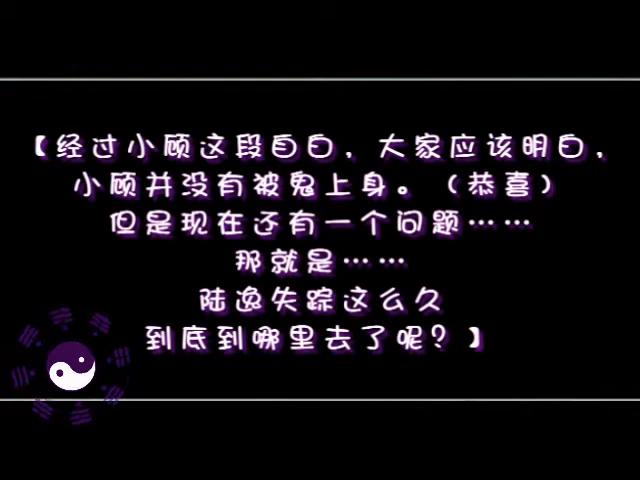 【经过小顾这段自白，大家应该明白，
小顾并没有被鬼上身。（恭喜）
但是现在还有一个问题……
那就是……
陆逸失踪这么久
到底到哪里去了呢？】